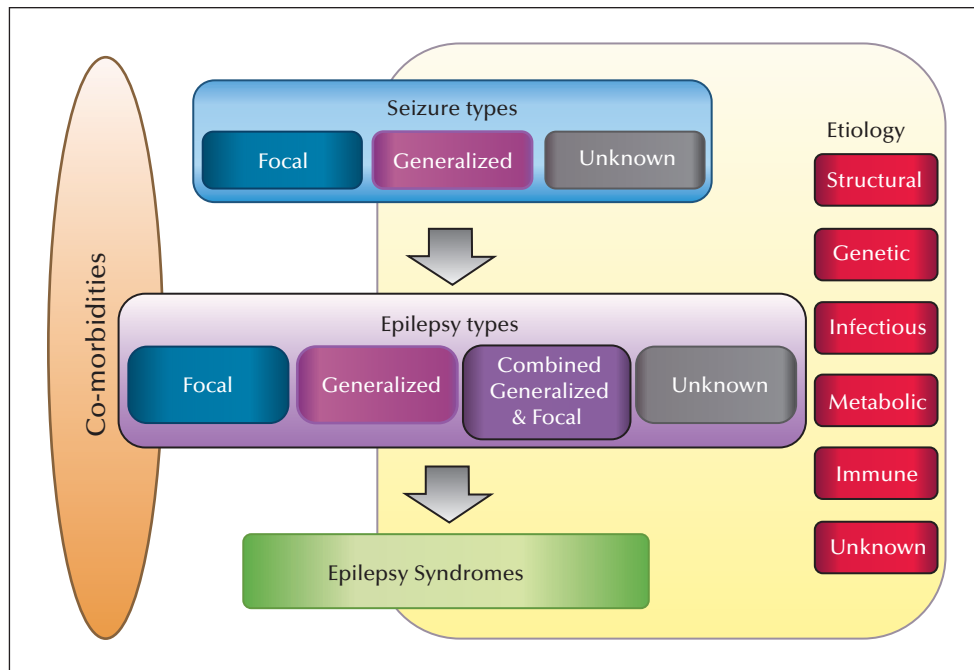 Co-morbidities
Seizure types
Focal
Generalized
Unknown
Epilepsy types
Focal
Generalized
Combined
Generalized
& Focal
Unknown
Epilepsy Syndromes
Etiology
Structural
Genetic
Infectious
Metabolic
Immune
Unknown